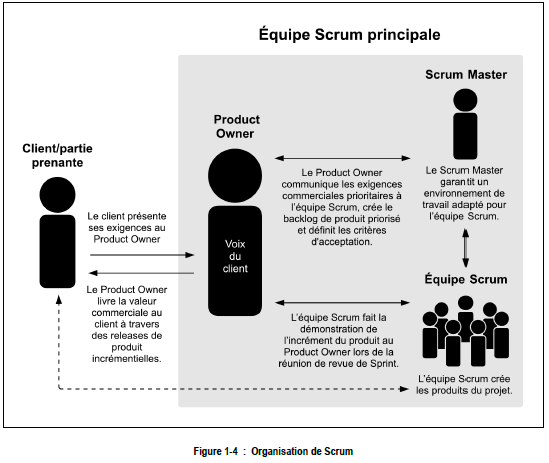 Équipe Scrum principale
Scrum Master
Product
Owner
Client/partie
prenante
Le client présente
ses exigences au
Product Owner
Le Product Owner
livre la valeur
commerciale au
client à travers
des releases de
produit
incrémentielles.
Voix
du
client
Le Product Owner
communique les exigences
commerciales prioritaires à
l'équipe Scrum, crée le
backlog de produit priorisé
et définit les critères
d'acceptation.
Le Scrum Master
garantit un
environnement de
travail adapté pour
l'équipe Scrum.
Équipe Scrum
L'équipe Scrum fait la
démonstration de
l'incrément du produit au
Product Owner lors de la
réunion de revue de Sprint.
L'équipe Scrum crée
les produits du projet.
Figure 1-4 : Organisation de Scrum